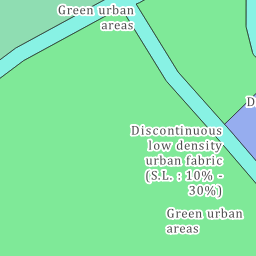 Green urban
areas
D
Discontinuous
low density
urban fabric
(S.L. : 10% -
30%)
Green urban
areas